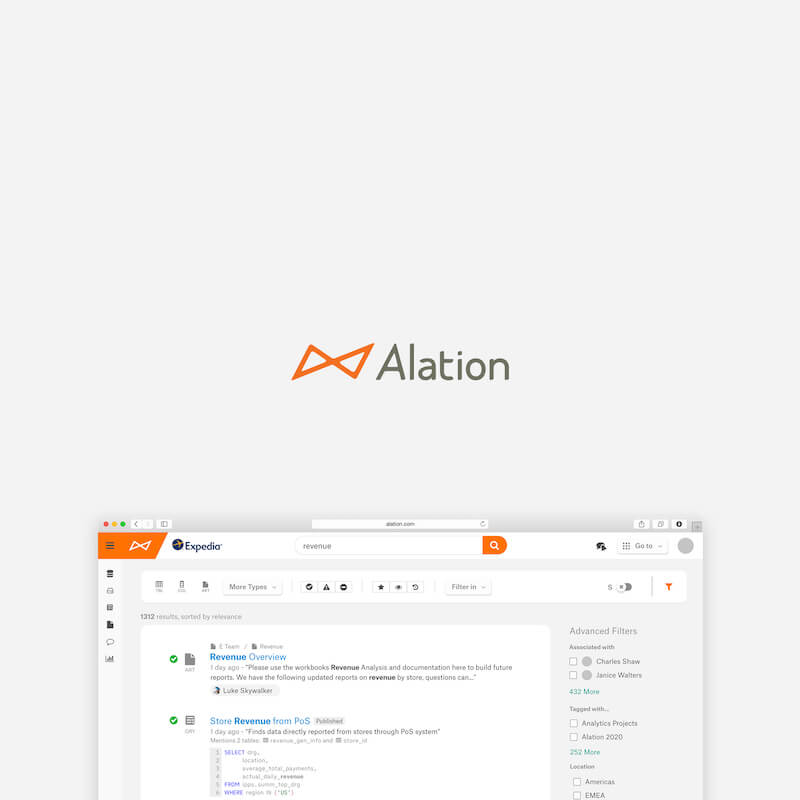 Alation
alation.com
Expedia
revenue
Go to
TBL COL ART More Types Filter in S
1312 results, sorted by relevance
E Team / Revenue
Revenue Overview
ART
1 day ago - "Please use the workbooks Revenue Analysis and documentation here to build future
reports. We have the following updated reports on revenue by store, questions can..."
Luke Skywalker
Store Revenue from PoS Published
QRY
1 day ago - "Finds data directly reported from stores through PoS system"
Mentions 2 tables: revenue_gen_info and store_id
1 SELECT org,
2 location,
3 average_total_payments,
4 actual_daily_revenue
5 FROM ipps.summ_top_drg
6 WHERE region IN ("US")
Advanced Filters
Associated with
Charles Shaw
Janice Walters
432 More
Tagged with...
Analytics Projects
Alation 2020
252 More
Location
Americas
EMEA